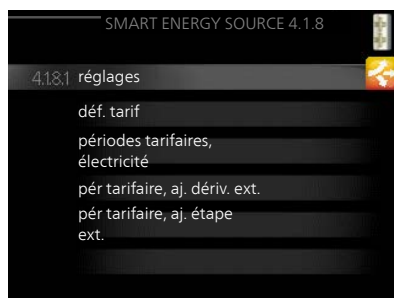 SMART ENERGY SOURCE 4.1.8
4.1.8.1 réglages
déf. tarif
périodes tarifaires,
électricité
pér tarifaire, aj. dériv. ext.
pér tarifaire, aj. étape
ext.